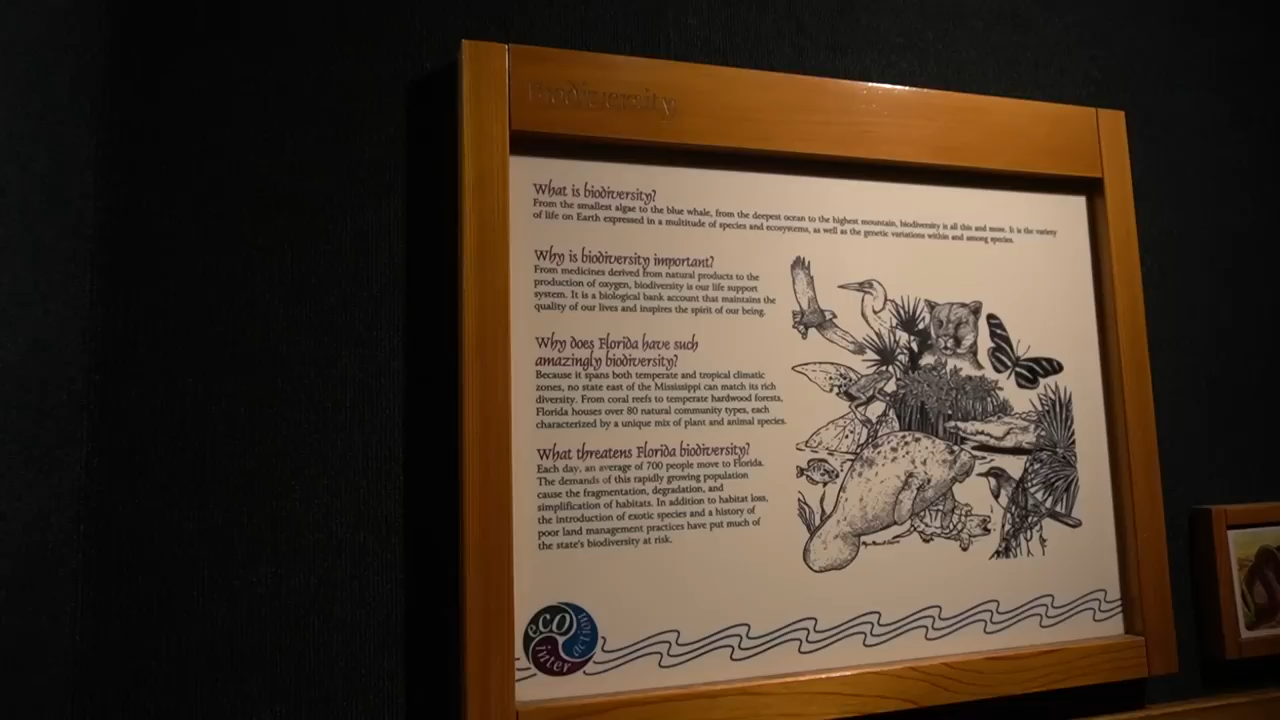 Biodiversity
What is biodiversity?
From the smallest algae to the blue whale, from the deepest ocean to the highest mountain, biodiversity is all this and more. It is the variety
of life on Earth expressed in a multitude of species and ecosystems, as well as the genetic variations within and among species.
Why is biodiversity important?
From medicines derived from natural products to the
production of oxygen, biodiversity is our life support
system. It is a biological bank account that maintains the
quality of our lives and inspires the spirit of our being.
Why does Florida have such
amazingly biodiversity?
Because it spans both temperate and tropical climatic
zones, no state east of the Mississippi can match its rich
diversity. From coral reefs to temperate hardwood forests,
Florida houses over 80 natural community types, each
characterized by a unique mix of plant and animal species.
What threatens Florida biodiversity?
Each day, an average of 700 people move to Florida.
The demands of this rapidly growing population
cause the fragmentation, degradation, and
simplification of habitats. In addition to habitat loss,
the introduction of exotic species and a history of
poor land management practices have put much of
the state's biodiversity at risk.
eco
inter
action